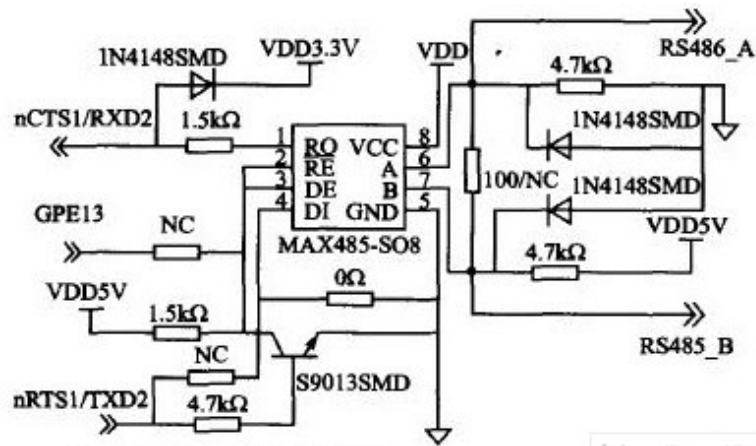 1N4148SMD
VDD3.3V
VDD
RS486_A
nCTS1/RXD2
1.5kΩ
4.7kΩ
1 RO VCC 8
2 RE A 6
3 DE B 7
4 DI GND 5
1N4148SMD
100/NC
1N4148SMD
GPE13
NC
MAX485-SO8
VDD5V
4.7kΩ
VDD5V
0Ω
1.5kΩ
NC
S9013SMD
RS485_B
nRTS1/TXD2
4.7kΩ